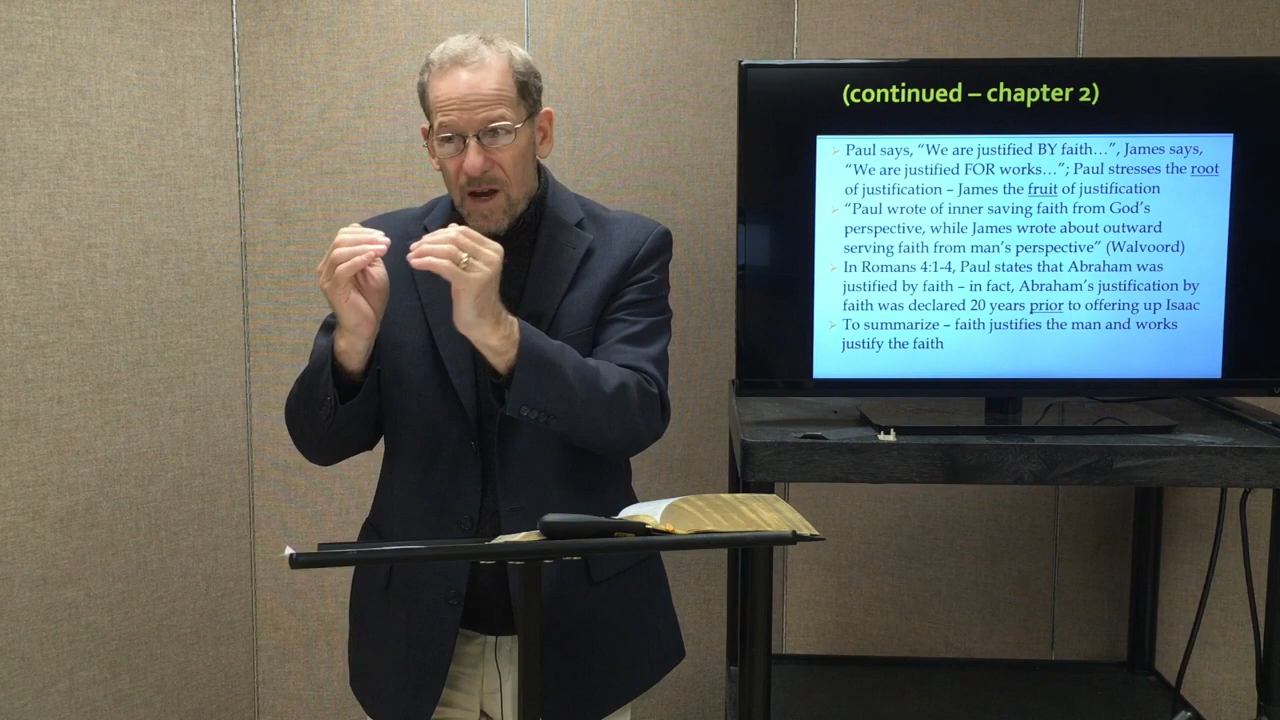 (continued – chapter 2)
Paul says, “We are justified BY faith…”, James says,
“We are justified FOR works…”; Paul stresses the root
of justification – James the fruit of justification
“Paul wrote of inner saving faith from God’s
perspective, while James wrote about outward
serving faith from man’s perspective” (Walvoord)
In Romans 4:1-4, Paul states that Abraham was
justified by faith – in fact, Abraham’s justification by
faith was declared 20 years prior to offering up Isaac
To summarize – faith justifies the man and works
justify the faith